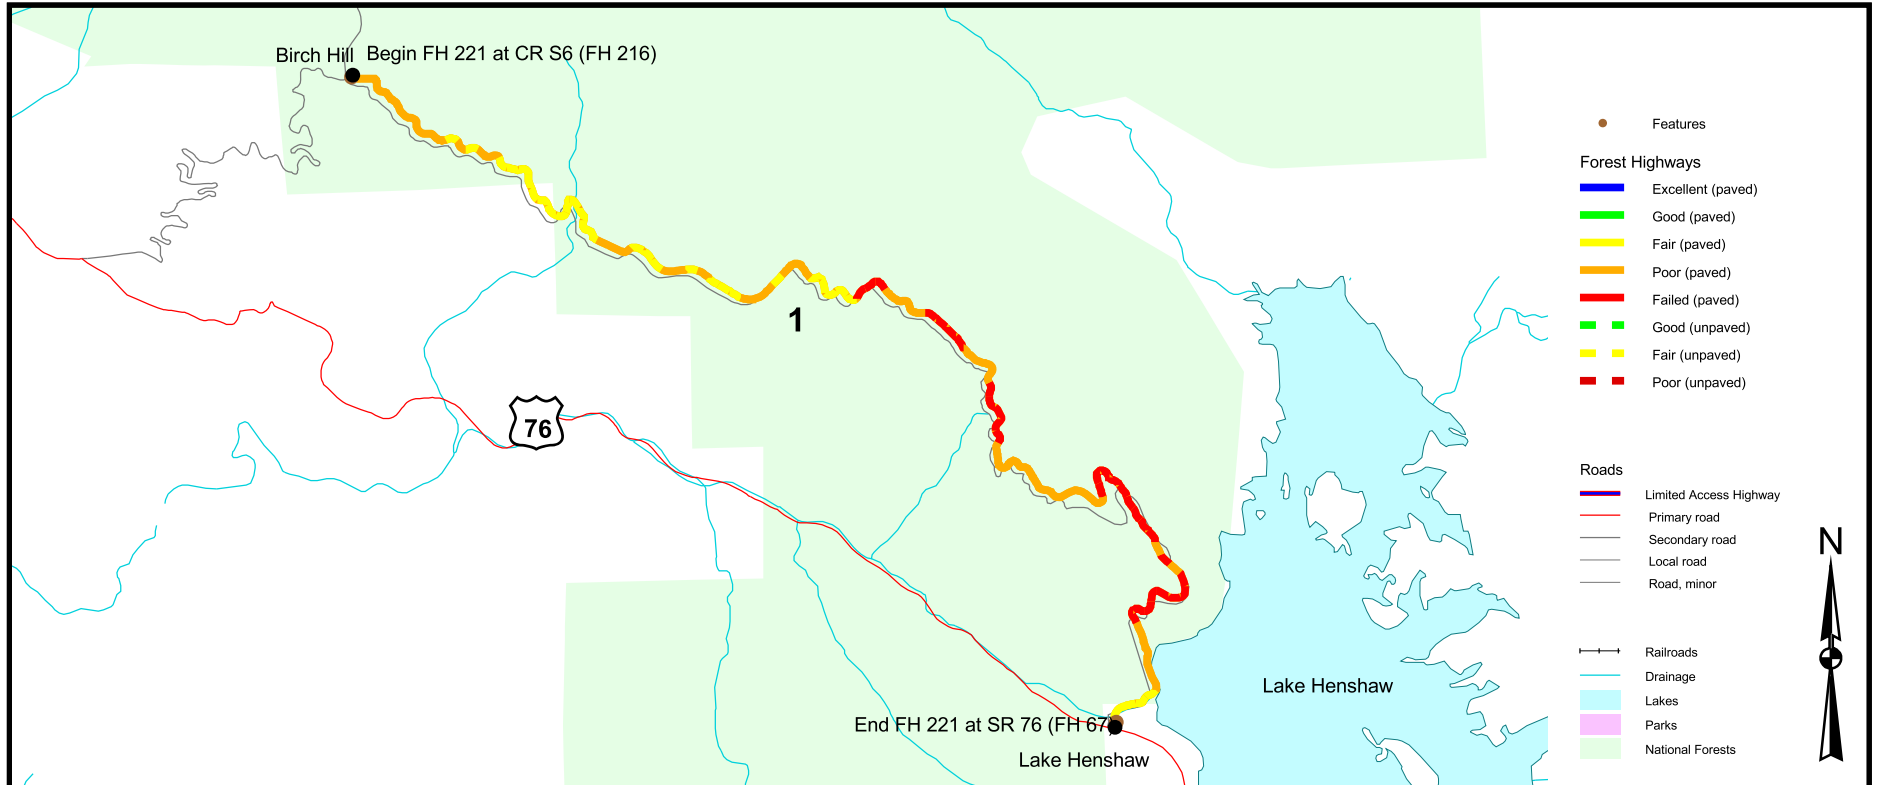 Birch Hill
Begin FH 221 at CR S6 (FH 216)
1
76
Lake Henshaw
End FH 221 at SR 76 (FH 67)
Lake Henshaw
Features
Forest Highways
Excellent (paved)
Good (paved)
Fair (paved)
Poor (paved)
Failed (paved)
Good (unpaved)
Fair (unpaved)
Poor (unpaved)
Roads
Limited Access Highway
Primary road
Secondary road
Local road
Road, minor
Railroads
Drainage
Lakes
Parks
National Forests
N